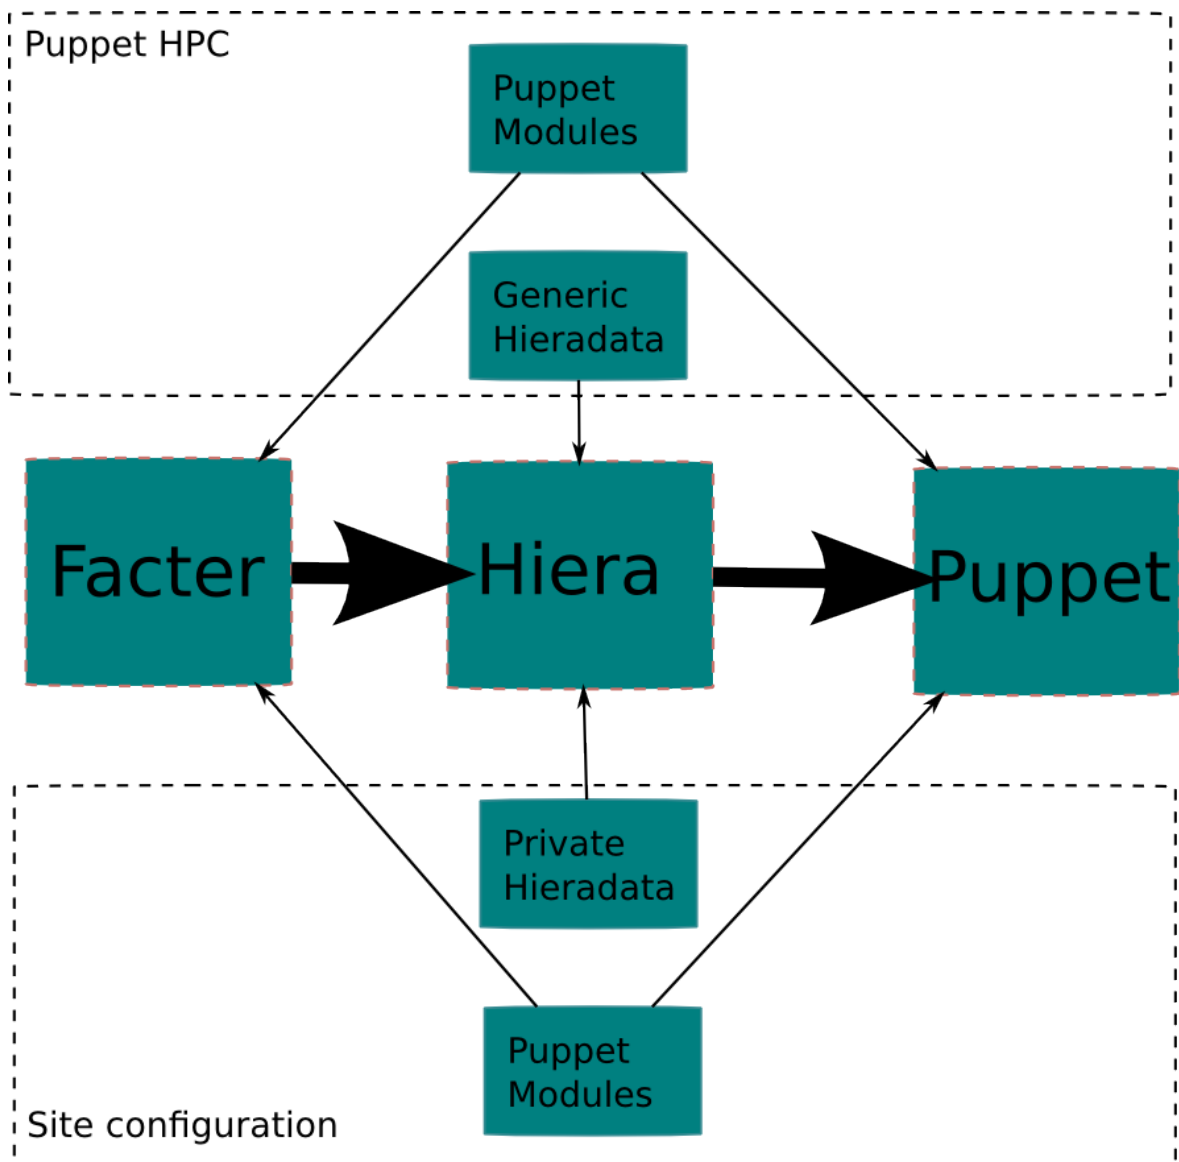 Puppet HPC
Puppet
Modules
Generic
Hieradata
Facter
Hiera
Puppet
Private
Hieradata
Puppet
Modules
Site configuration